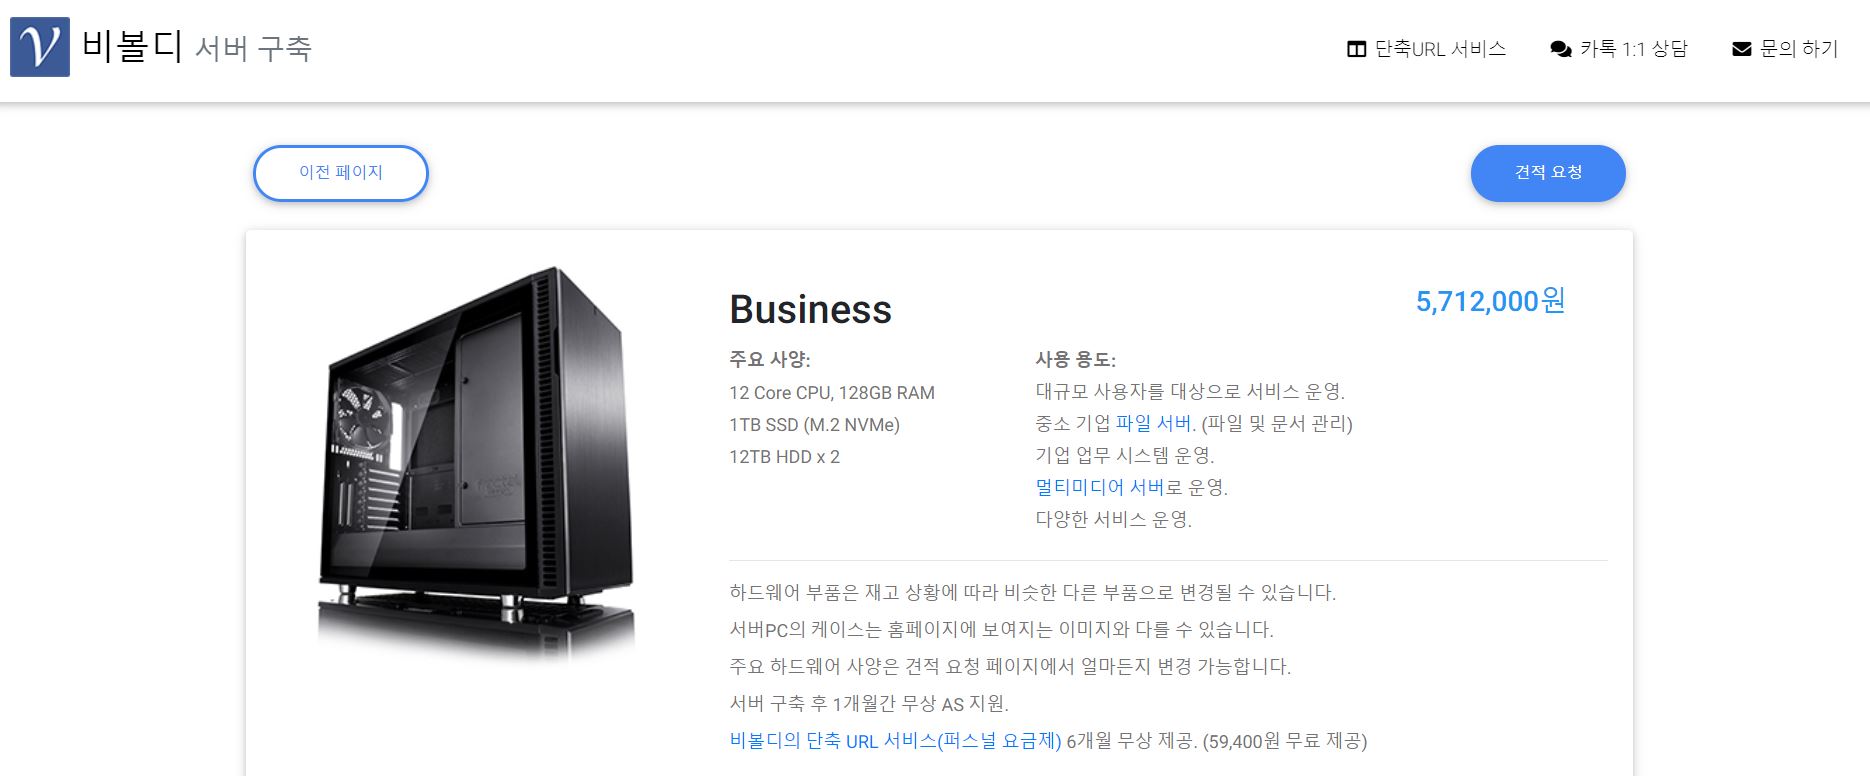 V 비볼디 서버 구축
단축URL 서비스
카톡 1:1 상담
문의 하기
이전 페이지
견적 요청
Business
5,712,000원
주요 사양:
12 Core CPU, 128GB RAM
1TB SSD (M.2 NVMe)
12TB HDD x 2
사용 용도:
대규모 사용자를 대상으로 서비스 운영.
중소 기업 파일 서버. (파일 및 문서 관리)
기업 업무 시스템 운영.
멀티미디어 서버로 운영.
다양한 서비스 운영.
하드웨어 부품은 재고 상황에 따라 비슷한 다른 부품으로 변경될 수 있습니다.
서버PC의 케이스는 홈페이지에 보여지는 이미지와 다를 수 있습니다.
주요 하드웨어 사양은 견적 요청 페이지에서 얼마든지 변경 가능합니다.
서버 구축 후 1개월간 무상 AS 지원.
비볼디의 단축 URL 서비스(퍼스널 요금제) 6개월 무상 제공. (59,400원 무료 제공)